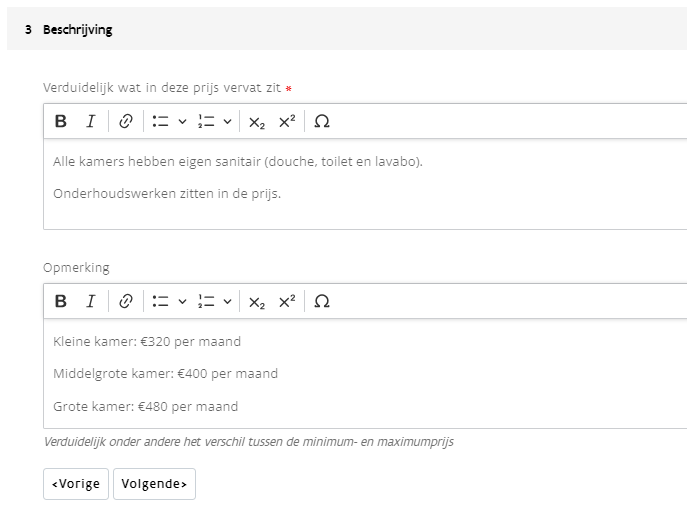 3 Beschrijving
Verduidelijk wat in deze prijs vervat zit *
B I X₂ X² Ω
Alle kamers hebben eigen sanitair (douche, toilet en lavabo).
Onderhoudswerken zitten in de prijs.
Opmerking
B I X₂ X² Ω
Kleine kamer: €320 per maand
Middelgrote kamer: €400 per maand
Grote kamer: €480 per maand
Verduidelijk onder andere het verschil tussen de minimum- en maximumprijs
<Vorige Volgende>